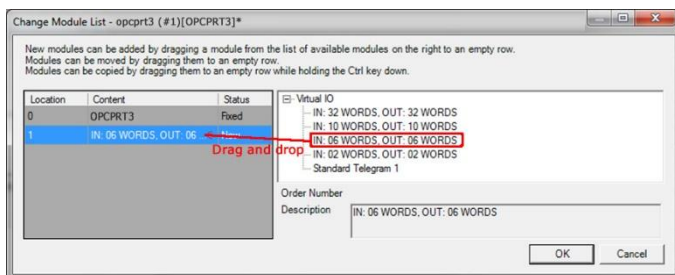 Change Module List - opcprt3 (#1)[OPCPRT3]*
New modules can be added by dragging a module from the list of available modules on the right to an empty row.
Modules can be moved by dragging them to an empty row.
Modules can be copied by dragging them to an empty row while holding the Ctrl key down.
Location Content Status
0 OPCPRT3 Fixed
1 IN: 06 WORDS, OUT: 06 New
Drag and drop
Virtual IO
IN: 32 WORDS, OUT: 32 WORDS
IN: 10 WORDS, OUT: 10 WORDS
IN: 06 WORDS, OUT: 06 WORDS
IN: 02 WORDS, OUT: 02 WORDS
Standard Telegram 1
Order Number
Description IN: 06 WORDS, OUT: 06 WORDS
OK Cancel